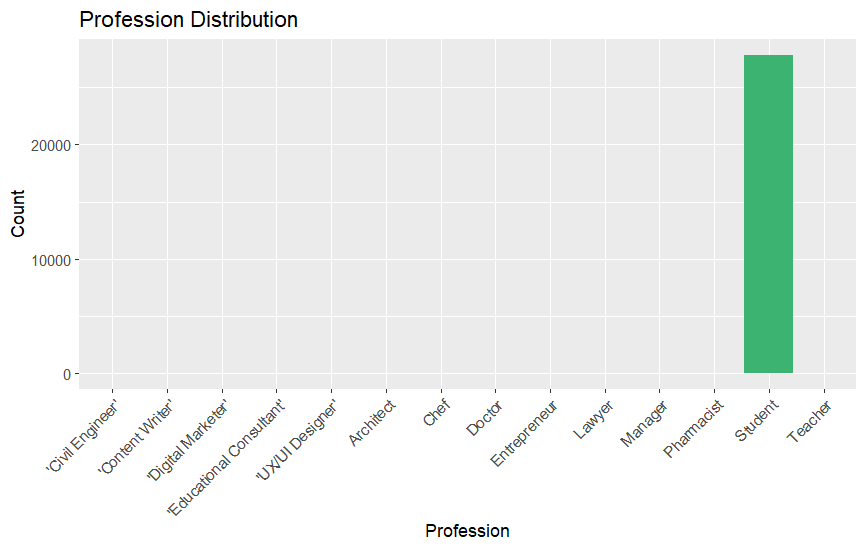 Profession Distribution
Count
20000
10000
0
'Civil Engineer'
'Content Writer'
'Digital Marketer'
'Educational Consultant'
'UX/UI Designer'
Architect
Chef
Doctor
Entrepreneur
Lawyer
Manager
Pharmacist
Student
Teacher
Profession